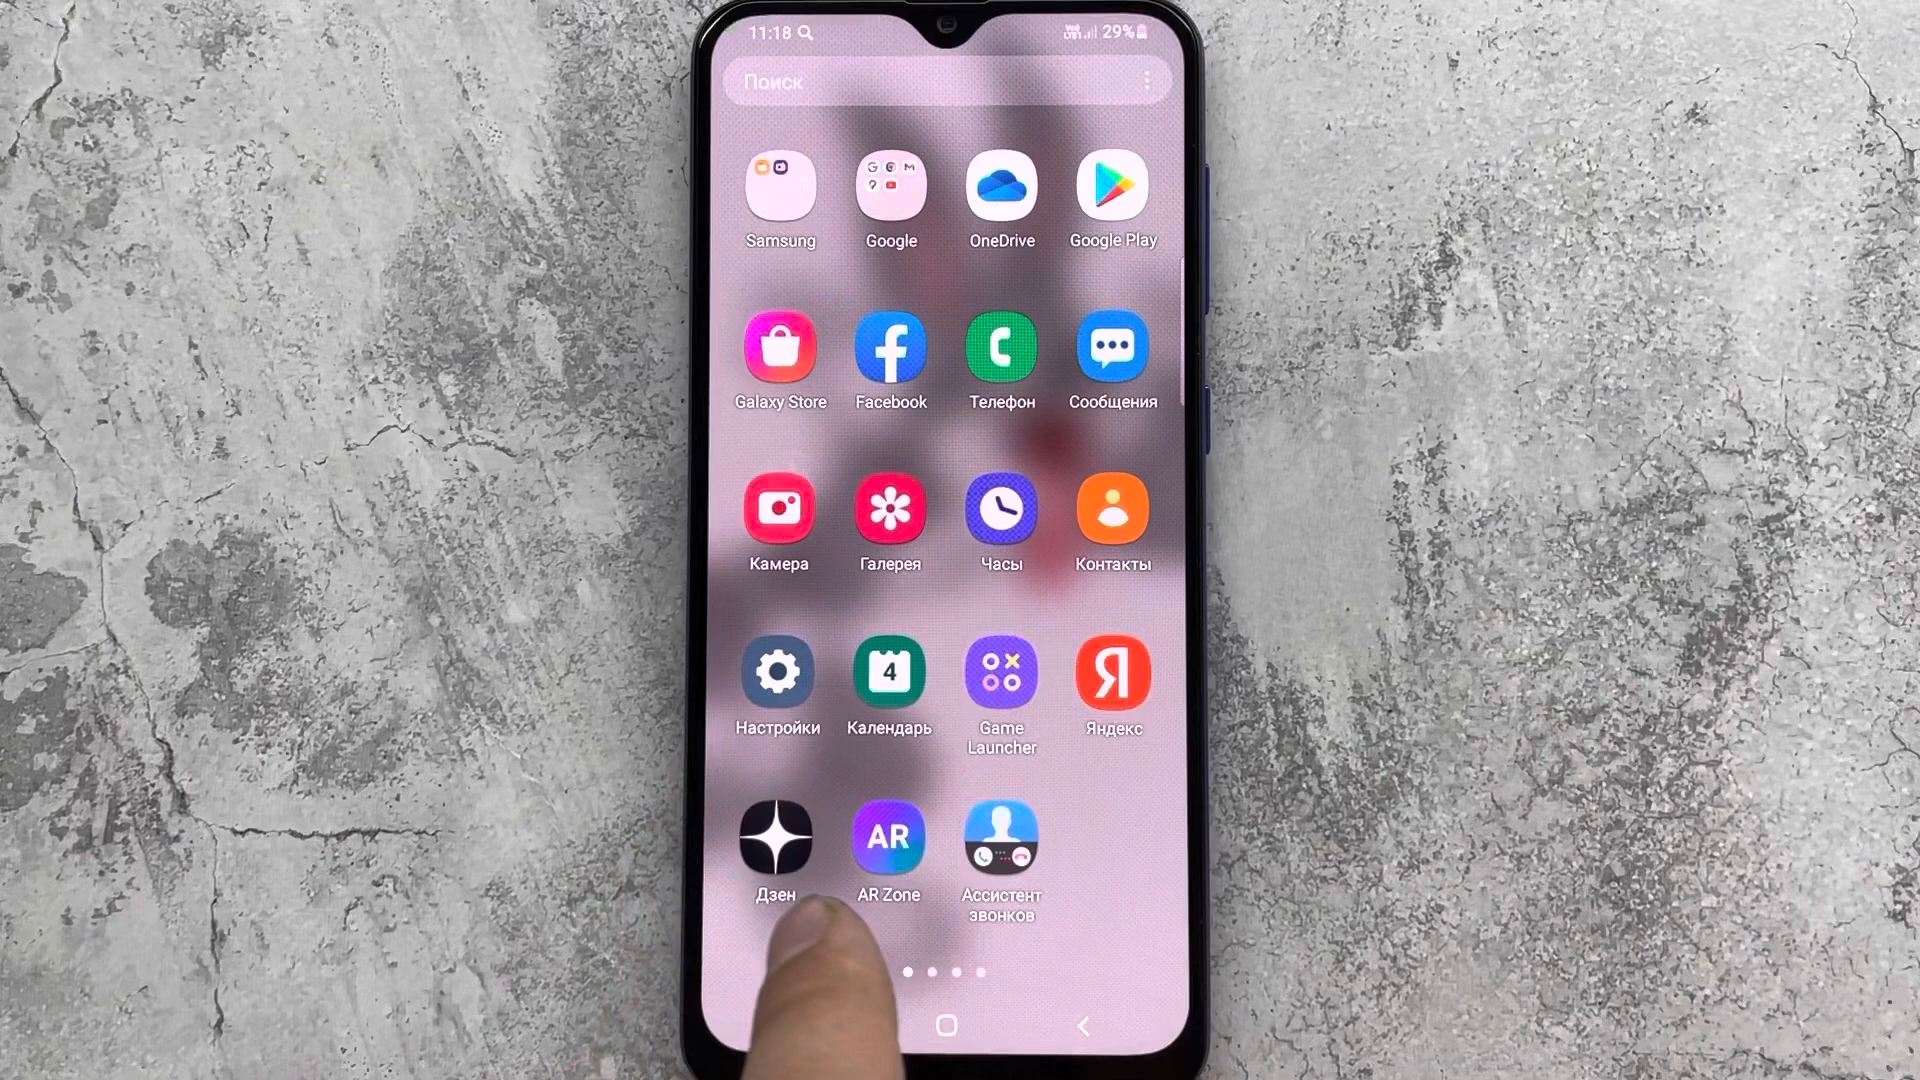 11:18 29%
Поиск
Samsung Google OneDrive Google Play
Galaxy Store Facebook Телефон Сообщения
Камера Галерея Часы Контакты
4 Я
Настройки Календарь Game Launcher Яндекс
AR
Дзен AR Zone Ассистент звонков